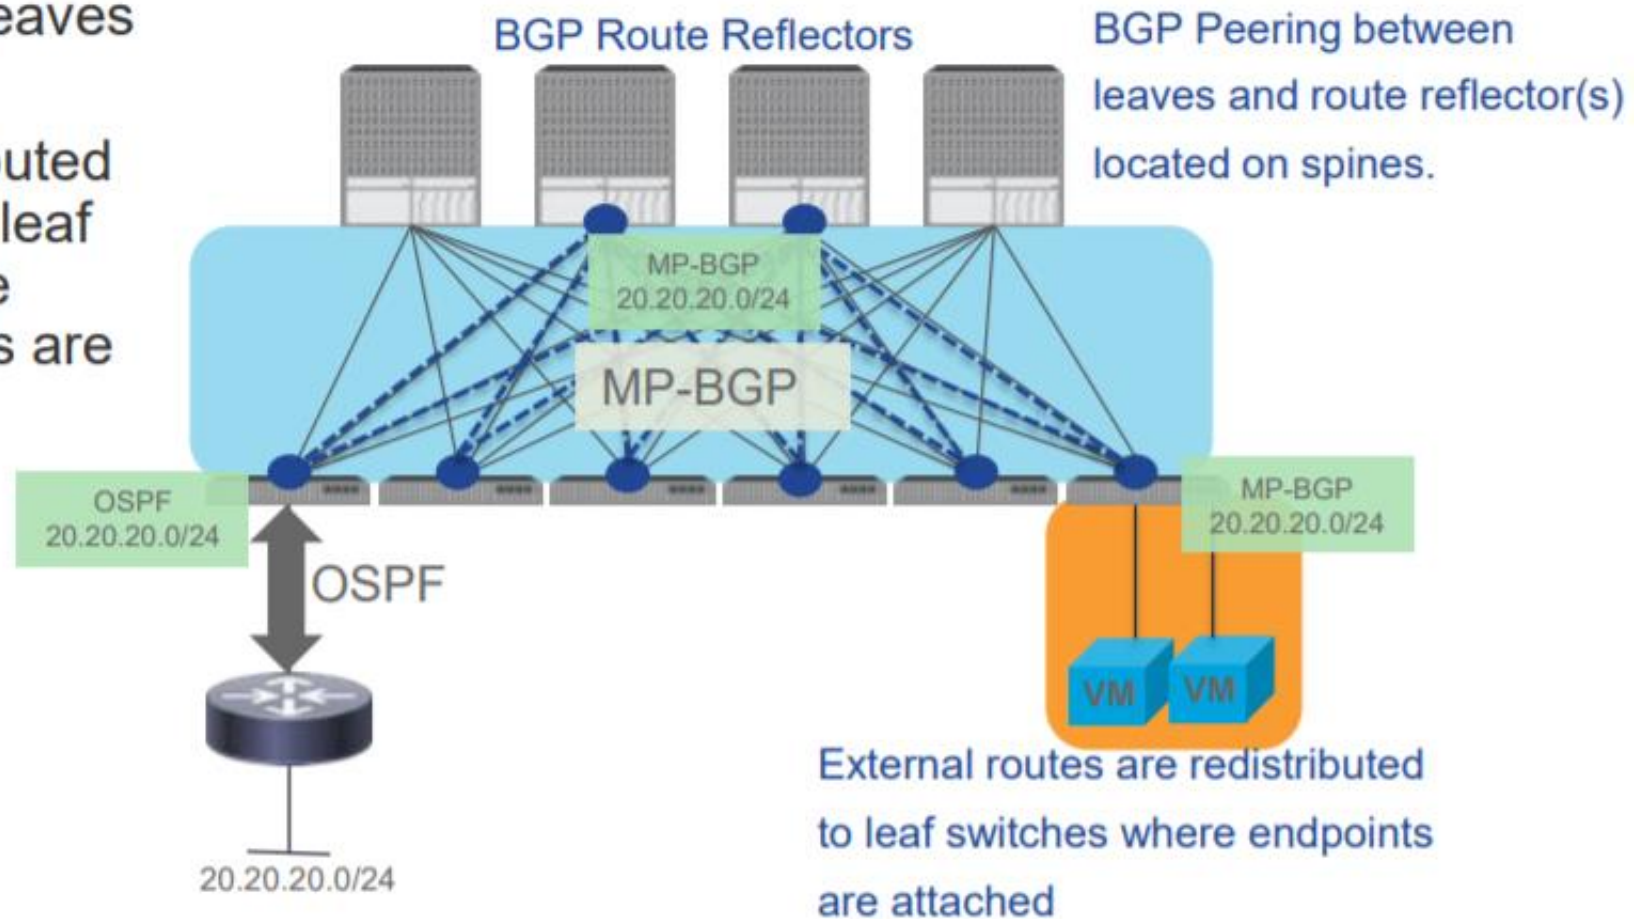 eaves
outed
leaf
e
s are
BGP Route Reflectors
BGP Peering between
leaves and route reflector(s)
located on spines.
MP-BGP
20.20.20.0/24
MP-BGP
OSPF
20.20.20.0/24
MP-BGP
20.20.20.0/24
OSPF
VM
VM
20.20.20.0/24
External routes are redistributed
to leaf switches where endpoints
are attached